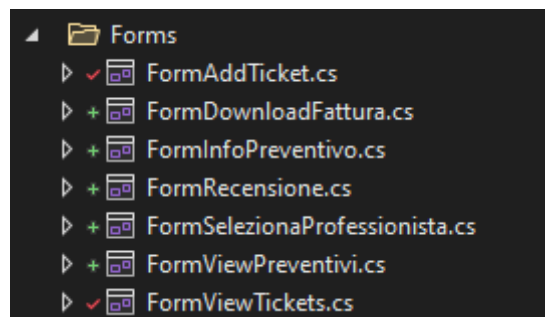 Forms
FormAddTicket.cs
FormDownloadFattura.cs
FormInfoPreventivo.cs
FormRecensione.cs
FormSelezionaProfessionista.cs
FormViewPreventivi.cs
FormViewTickets.cs